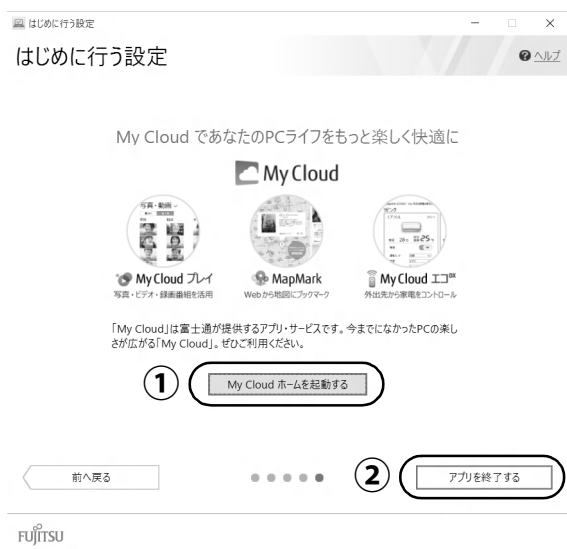 はじめに行う設定
はじめに行う設定
ヘルプ
My Cloud であなたのPCライフをもっと楽しく快適に
My Cloud
写真・動画
My Cloud プレイ
写真・ビデオ・録画番組を活用
MapMark
Webから地図にブックマーク
My Cloud エコDX
外出先から家電をコントロール
「My Cloud」は富士通が提供するアプリ・サービスです。今までになかったPCの楽し
さが広がる「My Cloud」。ぜひご利用ください。
① My Cloud ホームを起動する
前へ戻る
② アプリを終了する
FUJITSU